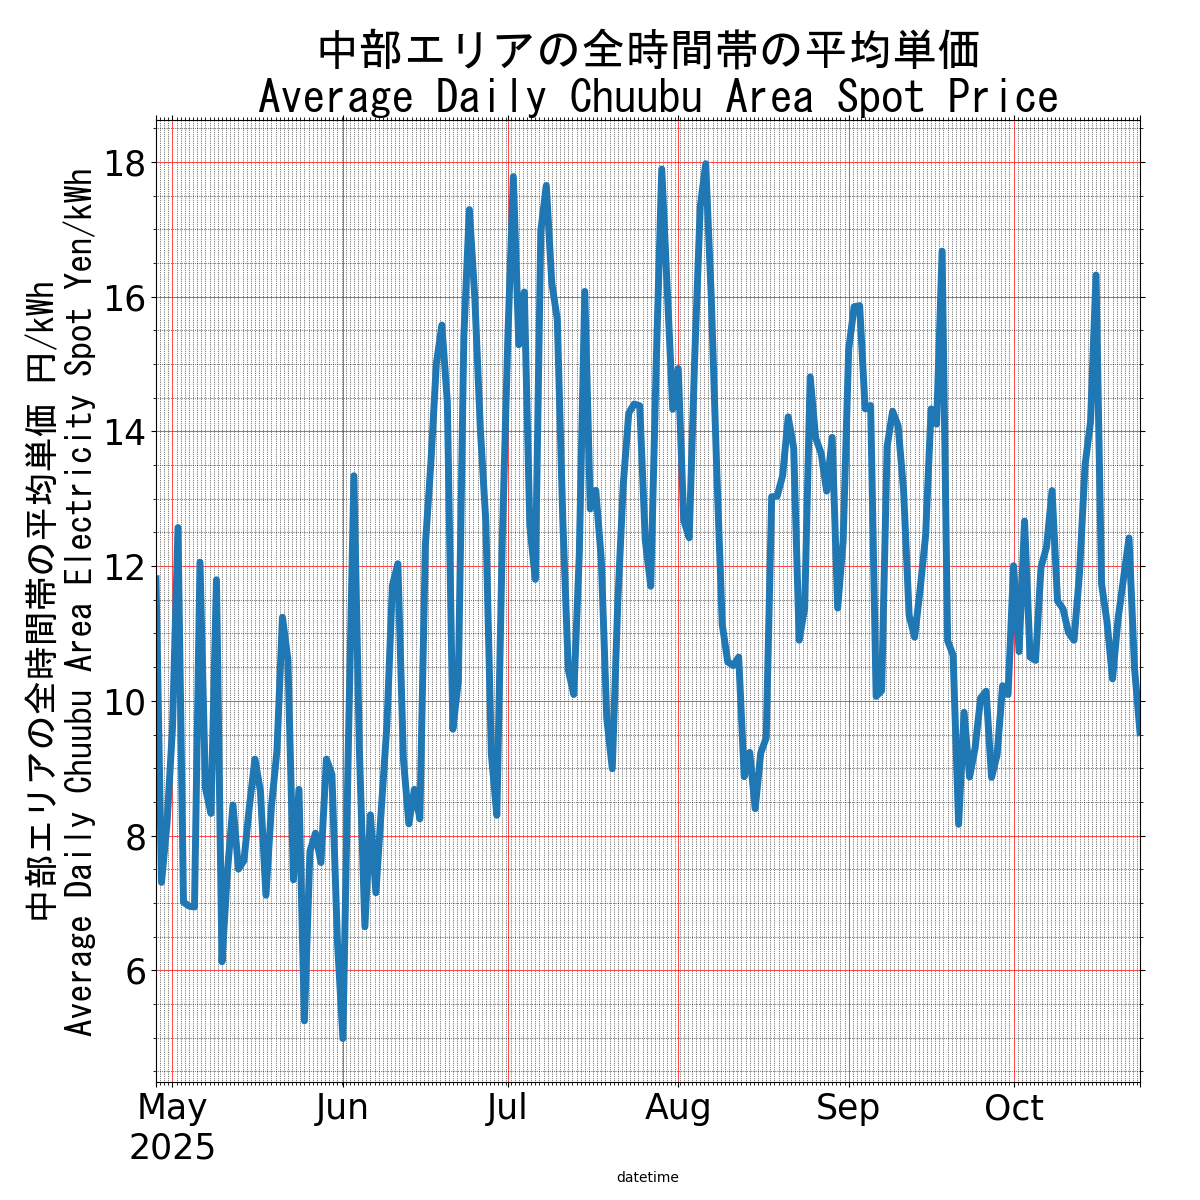 中部エリアの全時間帯の平均単価
Average Daily Chuubu Area Spot Price
中部エリアの全時間帯の平均単価 円/kWh
Average Daily Chuubu Area Electricity Spot Yen/kWh
18
16
14
12
10
8
6
May Jun Jul Aug Sep Oct
2025
datetime